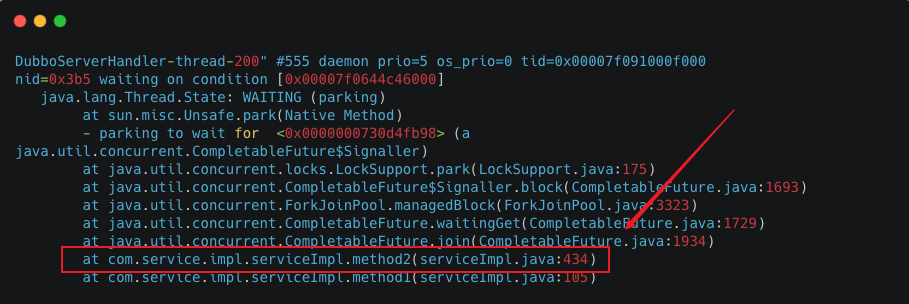 DubboServerHandler-thread-200" #555 daemon prio=5 os_prio=0 tid=0x00007f091000f000
nid=0x3b5 waiting on condition [0x00007f0644c46000]
java.lang.Thread.State: WAITING (parking)
at sun.misc.Unsafe.park(Native Method)
- parking to wait for  <0x0000000730d4fb98> (a
java.util.concurrent.CompletableFuture$Signaller)
at java.util.concurrent.locks.LockSupport.park(LockSupport.java:175)
at java.util.concurrent.CompletableFuture$Signaller.block(CompletableFuture.java:1693)
at java.util.concurrent.ForkJoinPool.managedBlock(ForkJoinPool.java:3323)
at java.util.concurrent.CompletableFuture.waitingGet(CompletableFuture.java:1729)
at java.util.concurrent.CompletableFuture.join(CompletableFuture.java:1934)
at com.service.impl.serviceImpl.method2(serviceImpl.java:434)
at com.service.impl.serviceImpl.method1(serviceImpl.java:105)